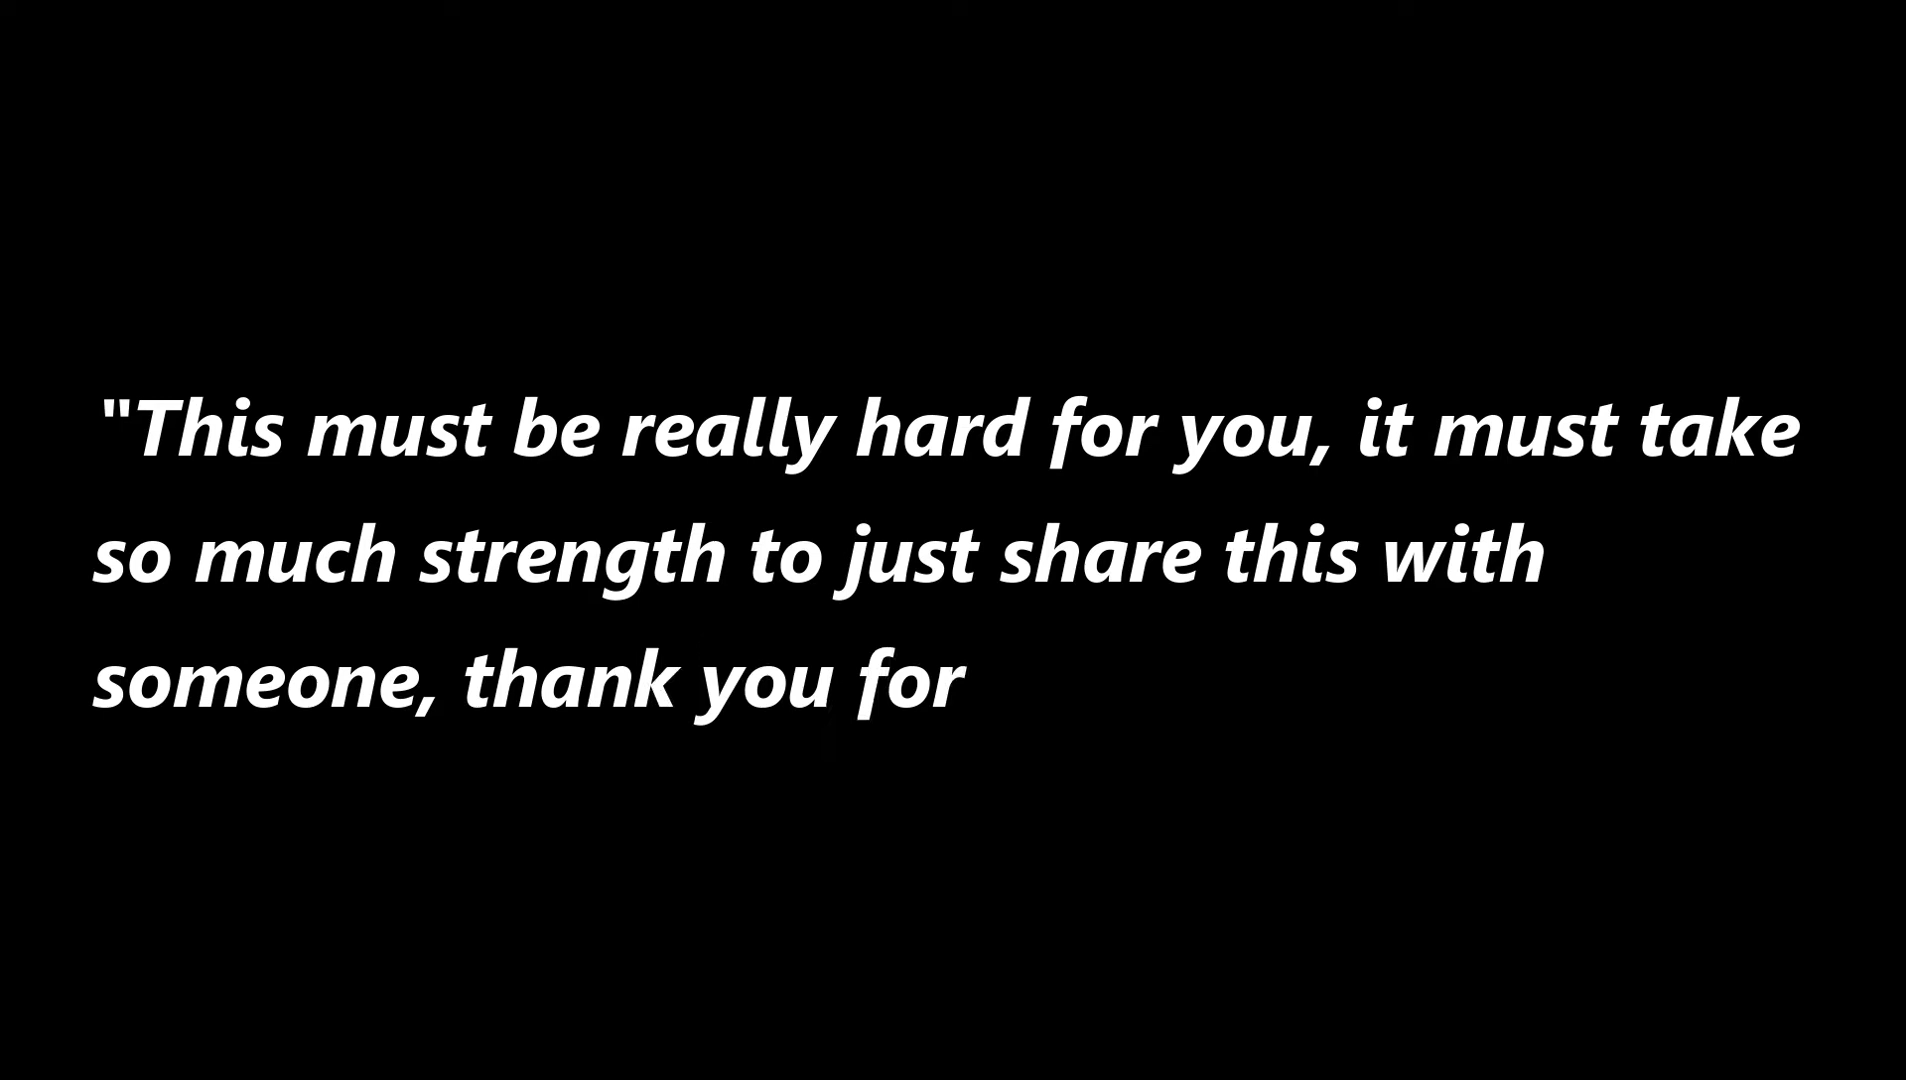 "This must be really hard for you, it must take
so much strength to just share this with
someone, thank you for